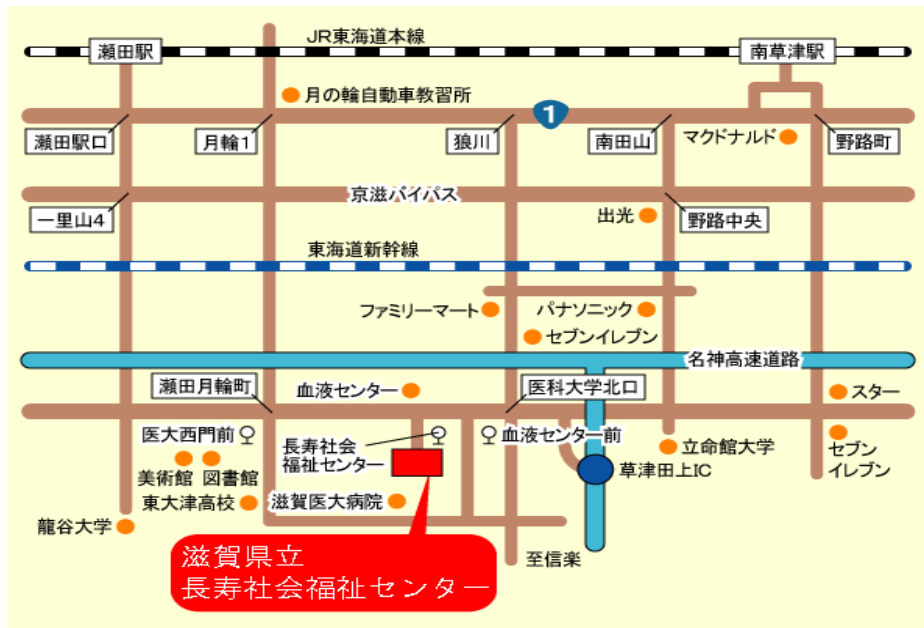 JR東海道本線
瀬田駅
南草津駅
月の輪自動車教習所
1
瀬田駅口
月輪1
狼川
南田山
マクドナルド
野路町
京滋バイパス
一里山4
出光
野路中央
東海道新幹線
ファミリーマート
パナソニック
セブンイレブン
名神高速道路
瀬田月輪町
血液センター
医科大学北口
スター
医大西門前
長寿社会
福祉センター
血液センター前
立命館大学
セブン
イレブン
美術館
図書館
草津田上IC
東大津高校
滋賀医大病院
龍谷大学
至信楽
滋賀県立
長寿社会福祉センター